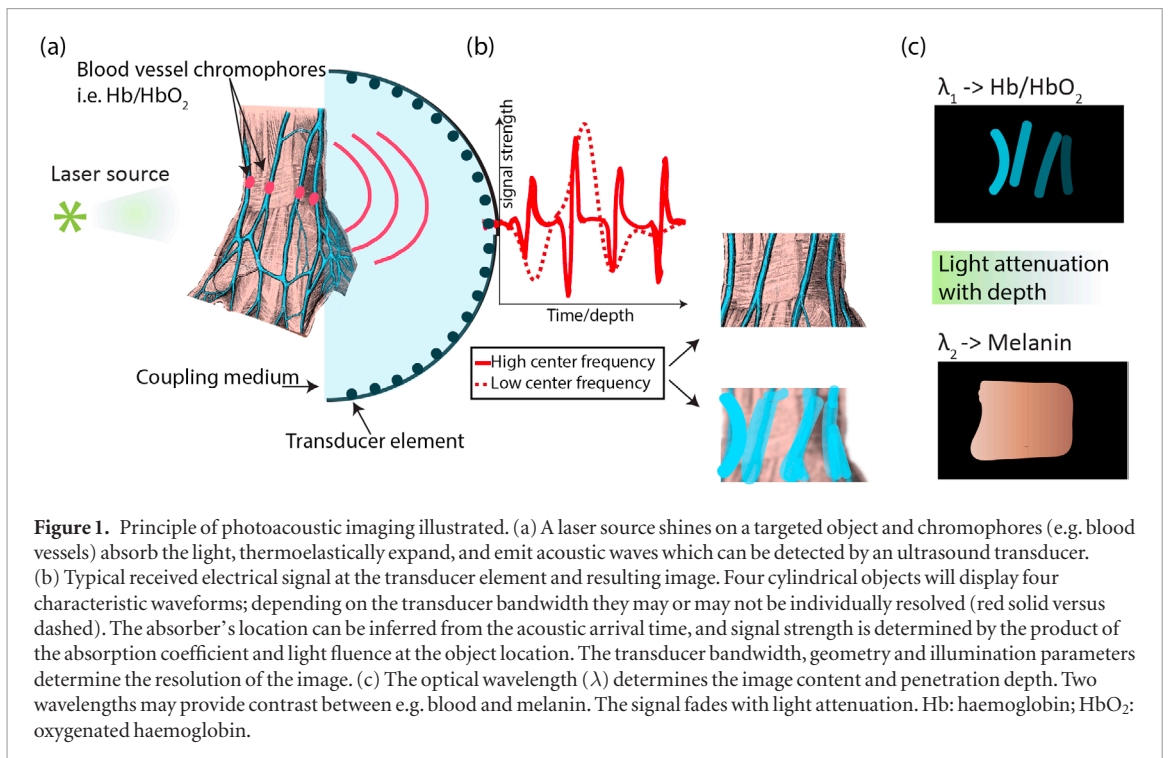 (a)
Blood vessel chromophores
i.e. Hb/HbO₂
Laser source
Coupling medium
Transducer element
(b)
signal strength
Time/depth
High center frequency
Low center frequency
(c)
λ₁ -> Hb/HbO₂
Light attenuation
with depth
λ₂ -> Melanin
Figure 1. Principle of photoacoustic imaging illustrated. (a) A laser source shines on a targeted object and chromophores (e.g. blood
vessels) absorb the light, thermoelastically expand, and emit acoustic waves which can be detected by an ultrasound transducer.
(b) Typical received electrical signal at the transducer element and resulting image. Four cylindrical objects will display four
characteristic waveforms; depending on the transducer bandwidth they may or may not be individually resolved (red solid versus
dashed). The absorber's location can be inferred from the acoustic arrival time, and signal strength is determined by the product of
the absorption coefficient and light fluence at the object location. The transducer bandwidth, geometry and illumination parameters
determine the resolution of the image. (c) The optical wavelength (λ) determines the image content and penetration depth. Two
wavelengths may provide contrast between e.g. blood and melanin. The signal fades with light attenuation. Hb: haemoglobin; HbO₂:
oxygenated haemoglobin.